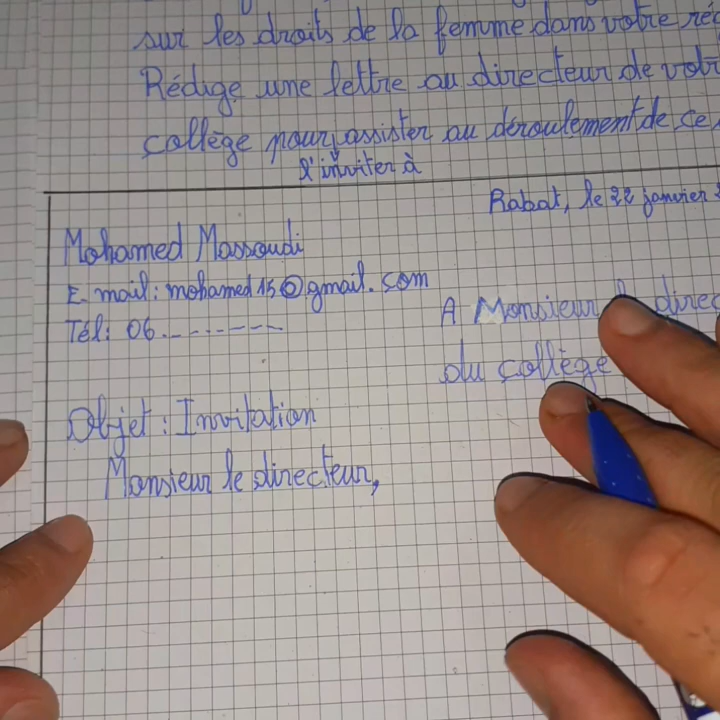 sur les droits de la femme dans votre
Rédige une lettre au directeur de
collège pour assister au déroulement de ce
l'inviter à
Rabat, le 22 janvier
Mohamed Massoudi
E.mail: mohamed15@gmail.com
Tél: 06.-------
A Monsieur le
du collège
Objet: Invitation
Monsieur le directeur,